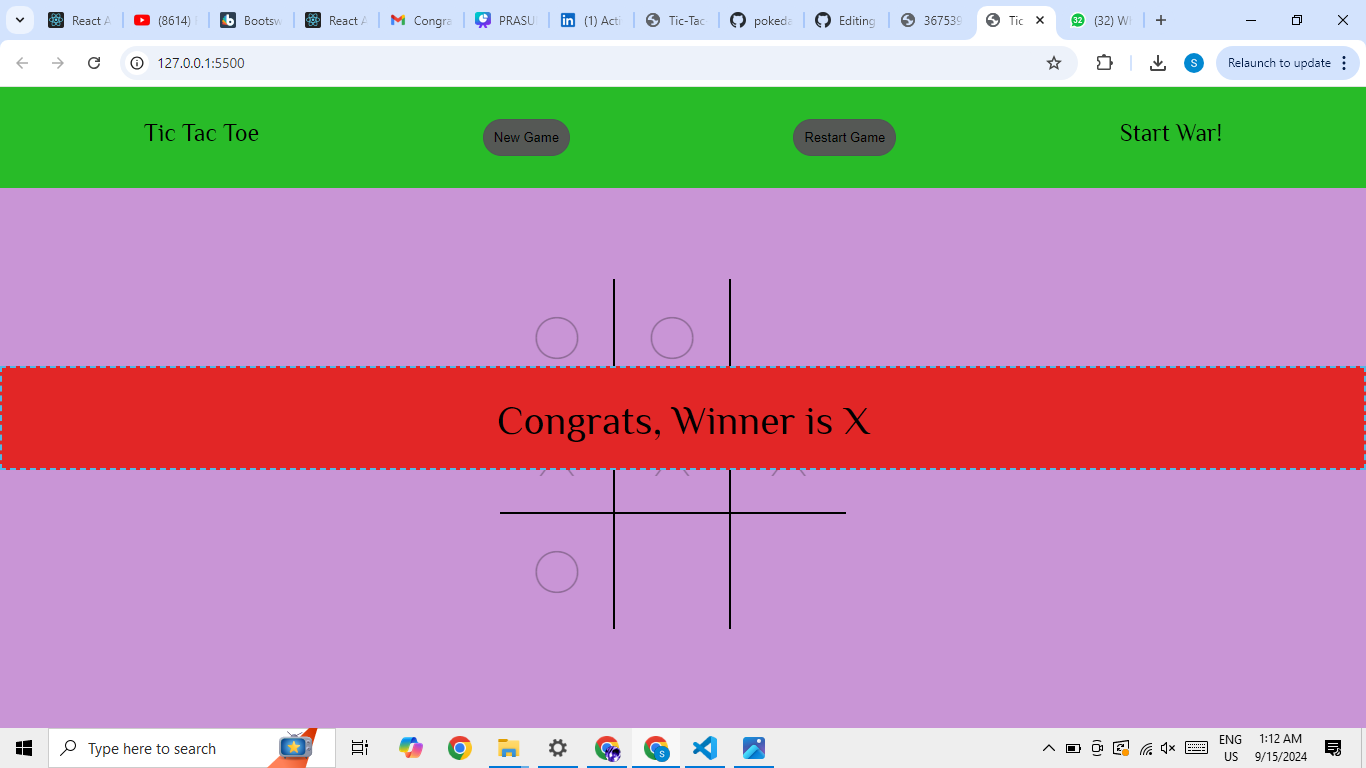 React A
(8614)
Bootsw
React A
Congra
PRASU
(1) Acti
Tic-Tac
pokeda
Editing
367539
Tic
32
(32) W
127.0.0.1:5500
S
Relaunch to update
Tic Tac Toe
New Game
Restart Game
Start War!
Congrats, Winner is X
Type here to search
S
ENG
US
1:12 AM
9/15/2024